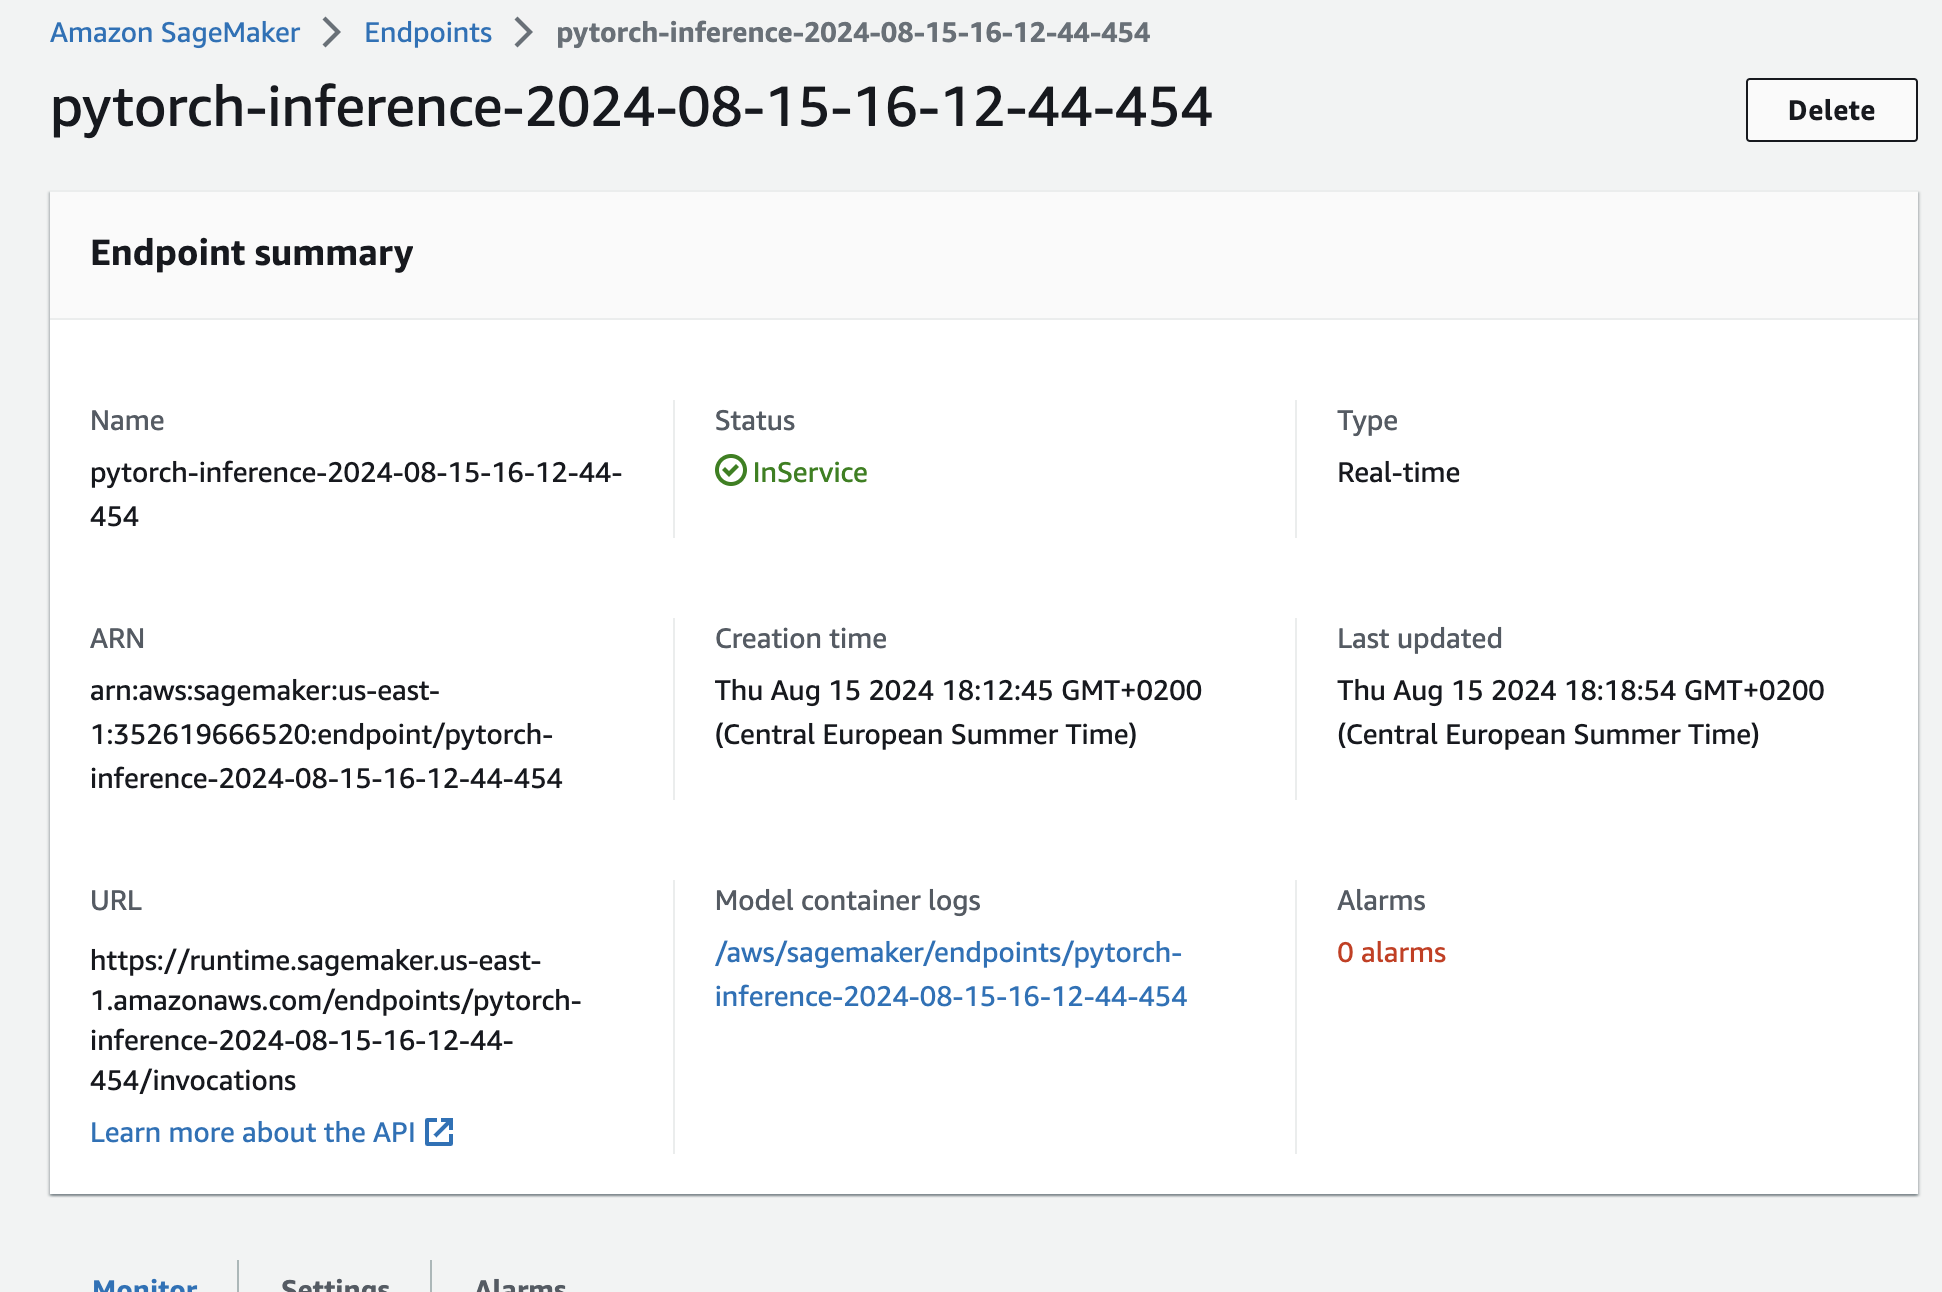 Amazon SageMaker > Endpoints > pytorch-inference-2024-08-15-16-12-44-454
pytorch-inference-2024-08-15-16-12-44-454
Delete
Endpoint summary
Name
pytorch-inference-2024-08-15-16-12-44-
454
Status
InService
Type
Real-time
ARN
arn:aws:sagemaker:us-east-
1:352619666520:endpoint/pytorch-
inference-2024-08-15-16-12-44-454
Creation time
Thu Aug 15 2024 18:12:45 GMT+0200
(Central European Summer Time)
Last updated
Thu Aug 15 2024 18:18:54 GMT+0200
(Central European Summer Time)
URL
https://runtime.sagemaker.us-east-
1.amazonaws.com/endpoints/pytorch-
inference-2024-08-15-16-12-44-
454/invocations
Learn more about the API
Model container logs
/aws/sagemaker/endpoints/pytorch-
inference-2024-08-15-16-12-44-454
Alarms
0 alarms
Monitor
Settings
Alarms